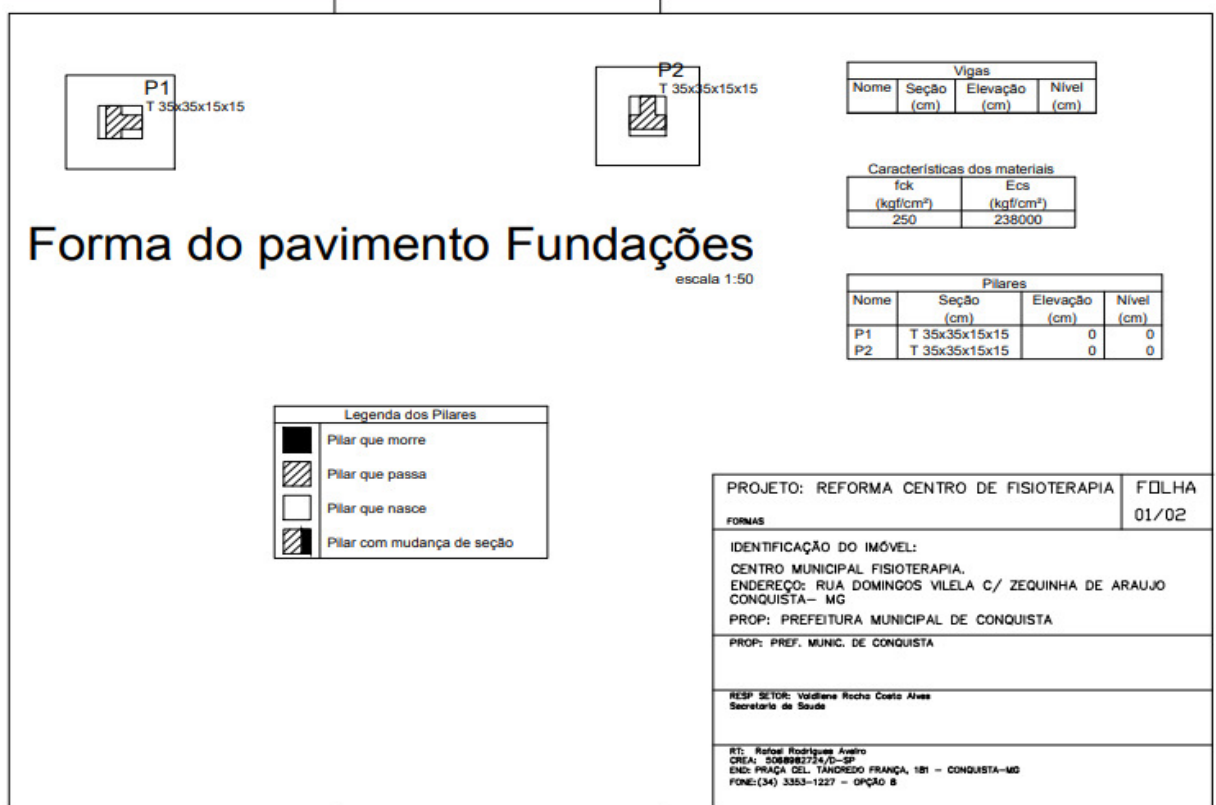 P1
T 35x35x15x15
P2
T 35x35x15x15
Forma do pavimento Fundações
escala 1:50
Vigas
Nome Seção Elevação Nível
(cm) (cm) (cm)
Características dos materiais
fck Ecs
(kgf/cm²) (kgf/cm²)
250 238000
Pilares
Nome Seção Elevação Nível
(cm) (cm) (cm)
P1 T 35x35x15x15 0 0
P2 T 35x35x15x15 0 0
Legenda dos Pilares
Pilar que morre
Pilar que passa
Pilar que nasce
Pilar com mudança de seção
PROJETO: REFORMA CENTRO DE FISIOTERAPIA
FORMAS
FOLHA
01/02
IDENTIFICAÇÃO DO IMÓVEL:
CENTRO MUNICIPAL FISIOTERAPIA.
ENDEREÇO: RUA DOMINGOS VILELA C/ ZEQUINHA DE ARAUJO
CONQUISTA– MG
PROP: PREFEITURA MUNICIPAL DE CONQUISTA
PROP: PREF. MUNIC. DE CONQUISTA
RESP SETOR: Valdilene Rocha Costa Alves
Secretaria de Saude
RT: Rafael Rodrigues Aveiro
CREA: 5068982724/D–SP
END: PRAÇA CEL. TANCREDO FRANÇA, 181 – CONQUISTA–MG
FONE:(34) 3353–1227 – OPÇÃO 8